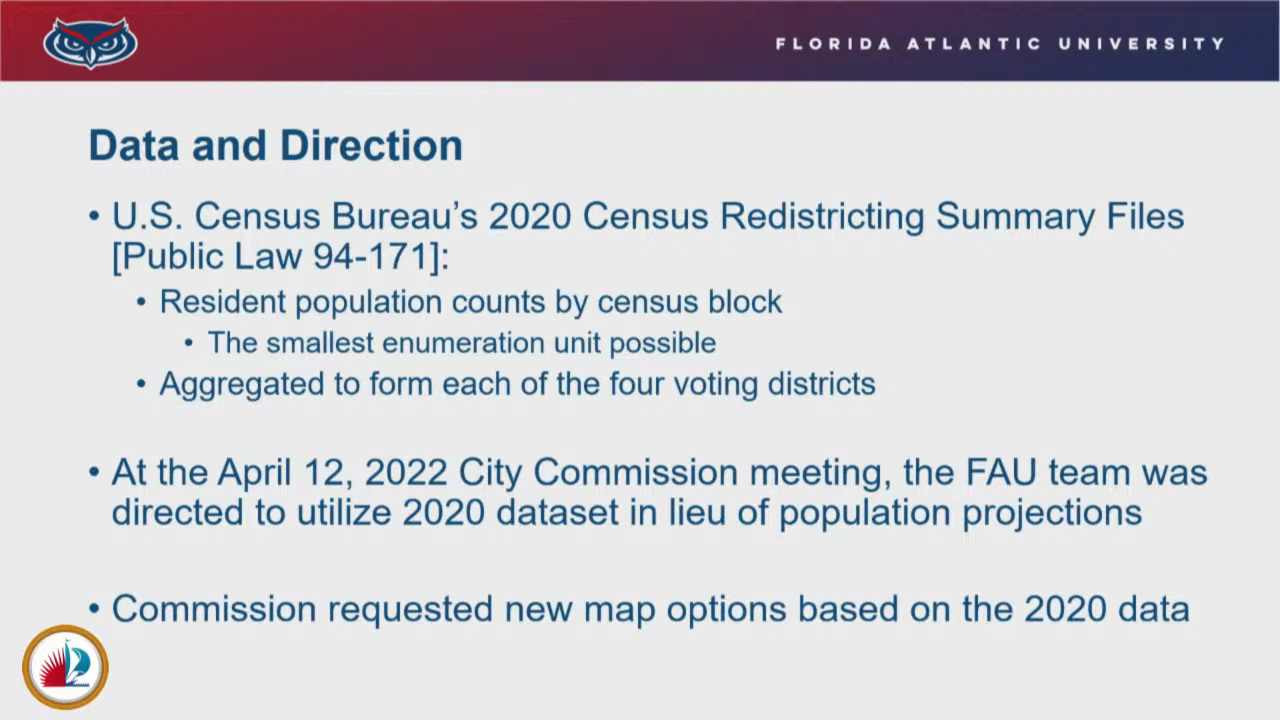 FLORIDA ATLANTIC UNIVERSITY
Data and Direction
• U.S. Census Bureau’s 2020 Census Redistricting Summary Files
[Public Law 94-171]:
• Resident population counts by census block
• The smallest enumeration unit possible
• Aggregated to form each of the four voting districts
• At the April 12, 2022 City Commission meeting, the FAU team was
directed to utilize 2020 dataset in lieu of population projections
• Commission requested new map options based on the 2020 data